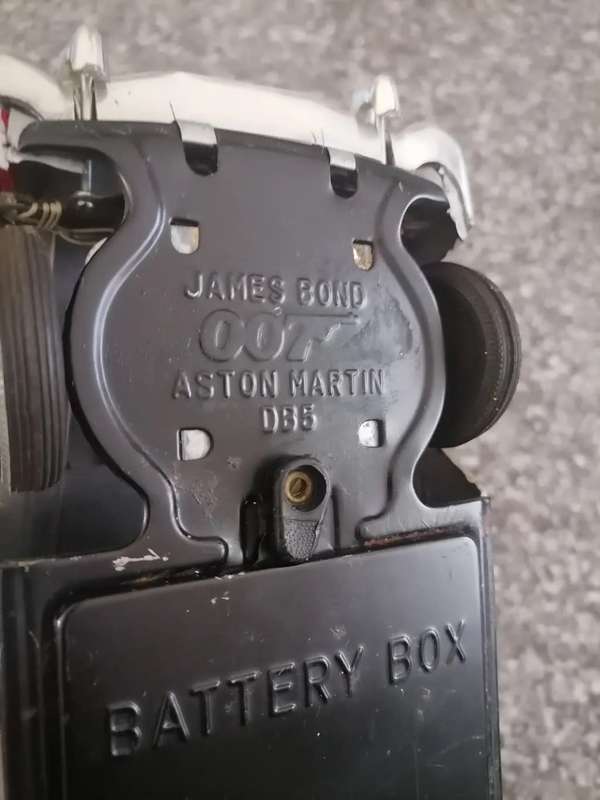 JAMES BOND
007
ASTON MARTIN
DB5
BATTERY BOX